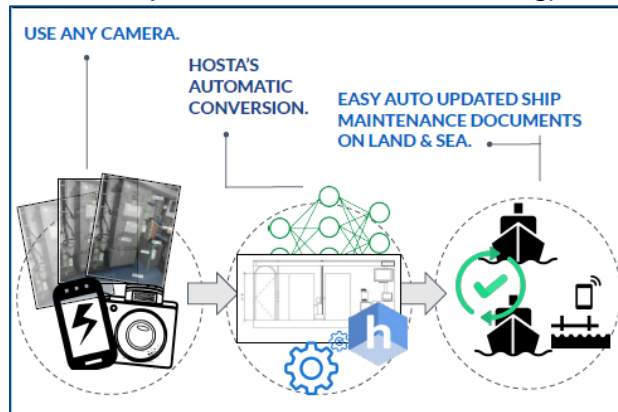 USE ANY CAMERA.
HOSTA'S
AUTOMATIC
CONVERSION.
EASY AUTO UPDATED SHIP
MAINTENANCE DOCUMENTS
ON LAND & SEA.
h